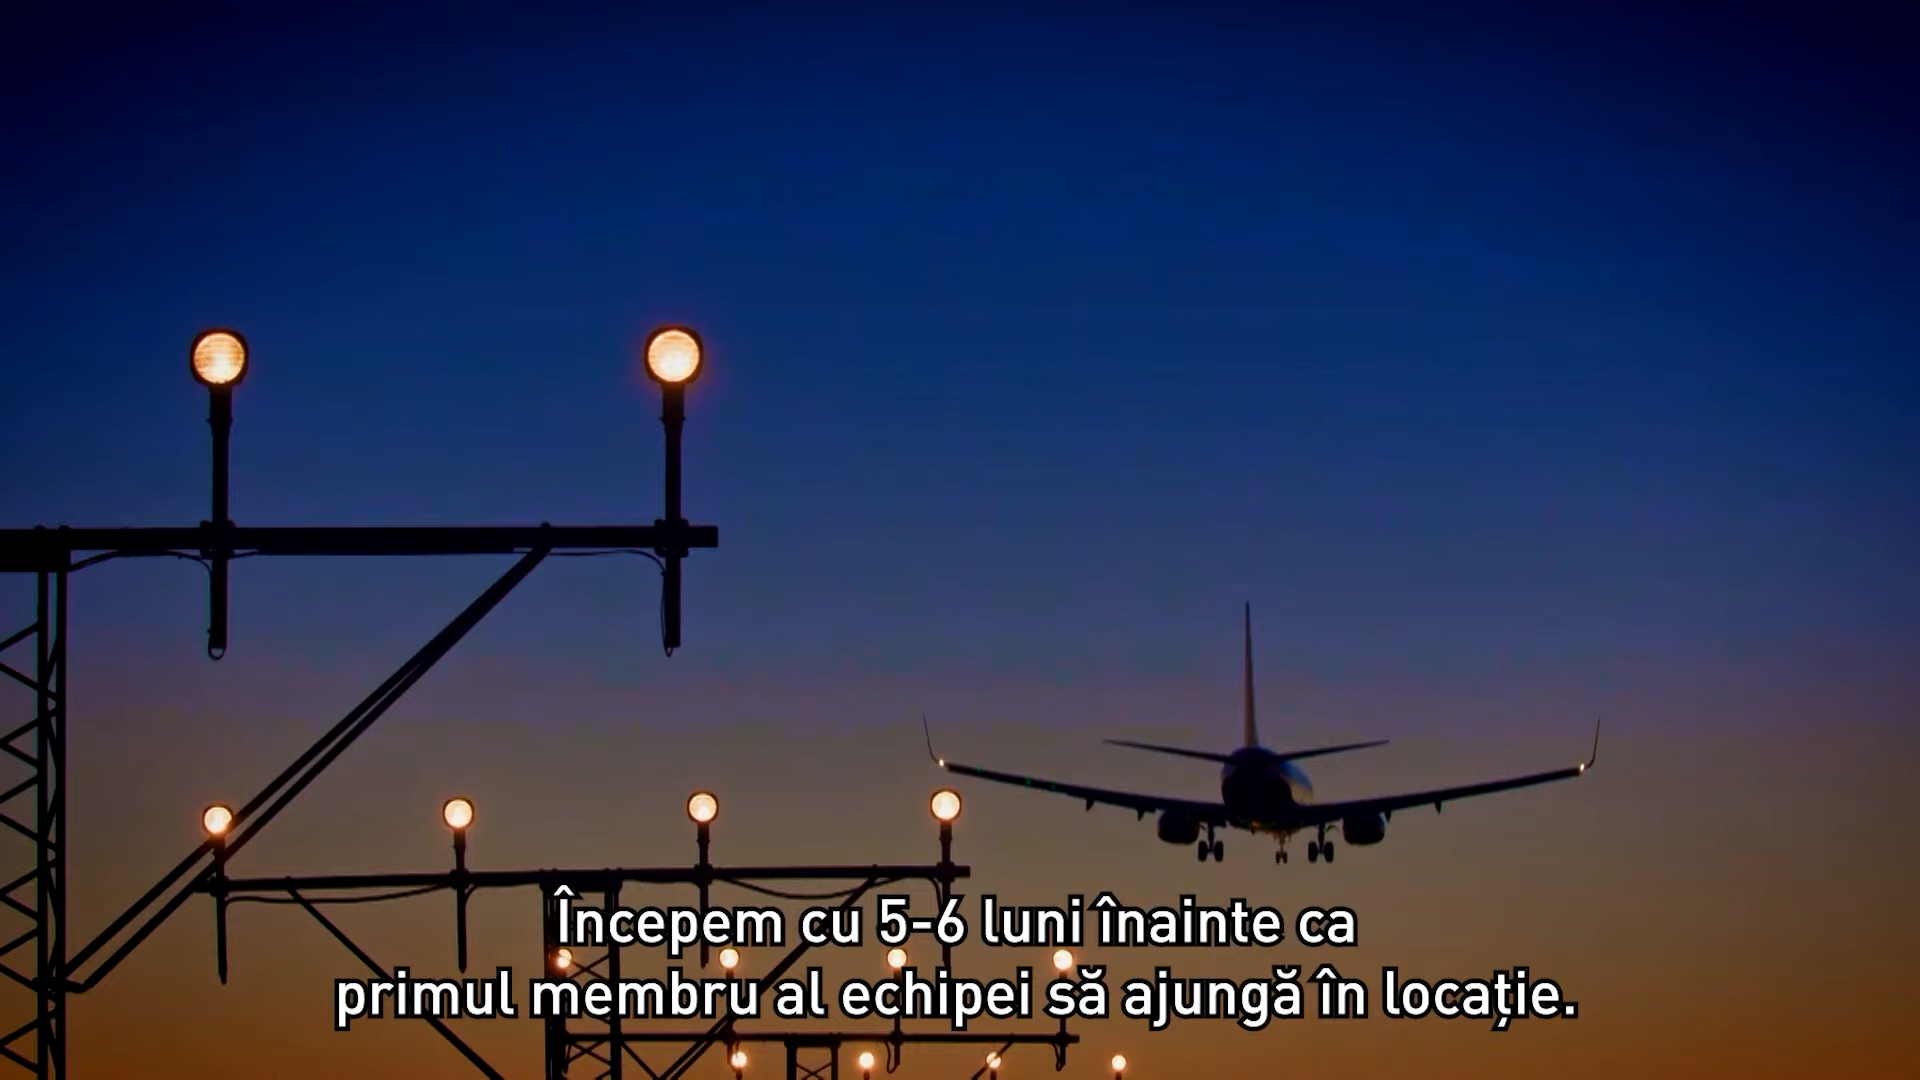 Începem cu 5-6 luni înainte ca
primul membru al echipei să ajungă în locație.